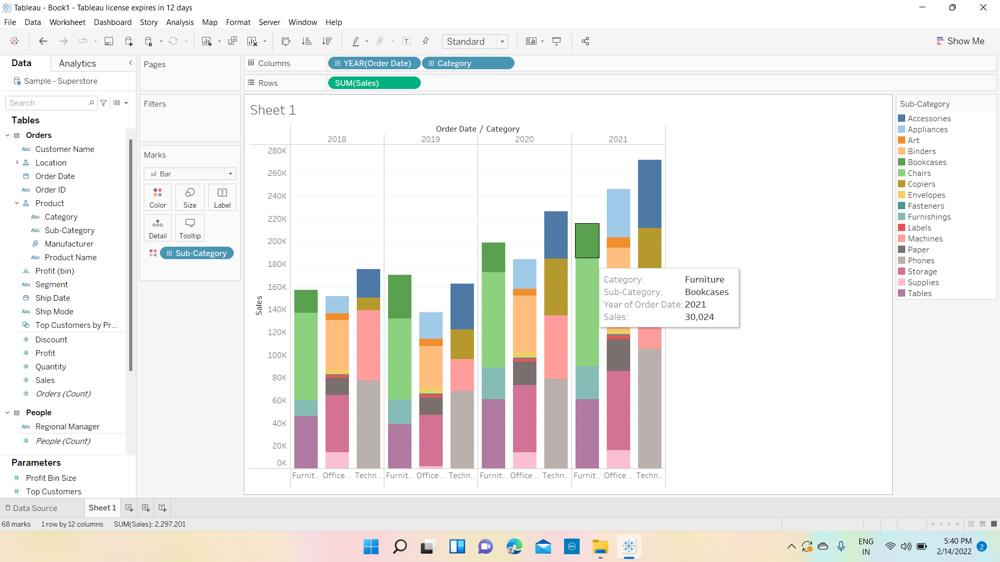 Tableau - Book1 - Tableau license expires in 12 days
File Data Worksheet Dashboard Story Analysis Map Format Server Window Help
Standard
Show Me
Data Analytics
Sample - Superstore
Search
Tables
Orders
Abc Customer Name
Location
Order Date
Abc Order ID
Product
Abc Category
Abc Sub-Category
Manufacturer
Abc Product Name
Profit (bin)
Abc Segment
Ship Date
Abc Ship Mode
Top Customers by Pr...
Discount
Profit
Quantity
Sales
Orders (Count)
People
Abc Regional Manager
People (Count)
Parameters
Profit Bin Size
Top Customers
Pages
Filters
Marks
Bar
Color Size Label
Detail Tooltip
Sub-Category
Columns YEAR(Order Date) Category
Rows SUM(Sales)
Sheet 1
Order Date / Category
2018 2019 2020 2021
280K
260K
240K
220K
200K
180K
160K
140K
120K
100K
80K
60K
40K
20K
0K
Sales
Furnit.. Office .. Techn.. Furnit.. Office .. Techn.. Furnit.. Office .. Techn.. Furnit.. Office .. Techn..
Category: Furniture
Sub-Category: Bookcases
Year of Order Date: 2021
Sales: 30,024
Sub-Category
Accessories
Appliances
Art
Binders
Bookcases
Chairs
Copiers
Envelopes
Fasteners
Furnishings
Labels
Machines
Paper
Phones
Storage
Supplies
Tables
Data Source Sheet 1
68 marks 1 row by 12 columns SUM(Sales): 2,297,201
DELL
ENG
IN
5:40 PM
2/14/2022
2